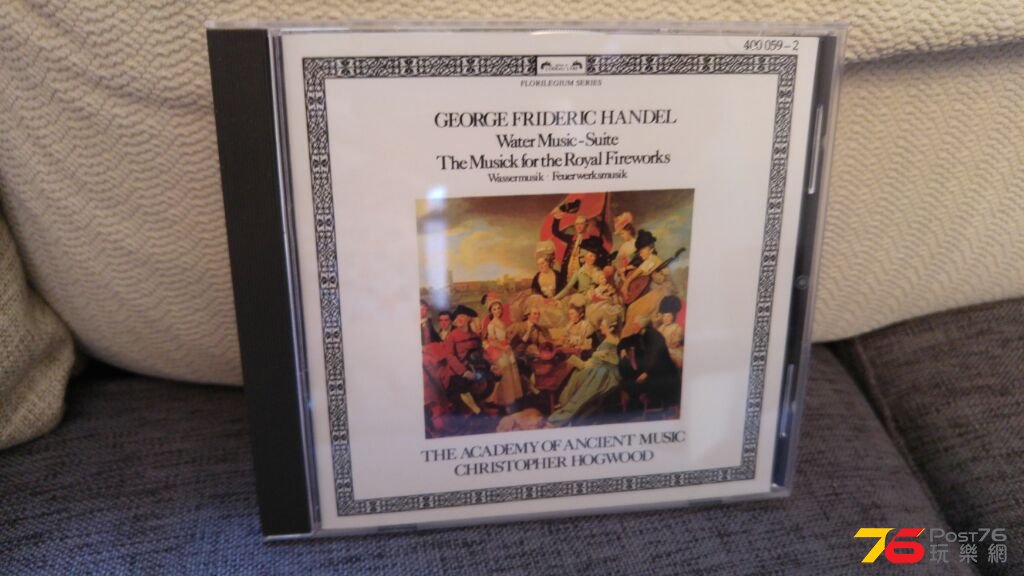 400 059-2
FLORILEGIUM SERIES
GEORGE FRIDERIC HANDEL
Water Music-Suite
The Musick for the Royal Fireworks
Wassermusik · Feuerwerksmusik
THE ACADEMY OF ANCIENT MUSIC
CHRISTOPHER HOGWOOD
76 Post76
玩樂網